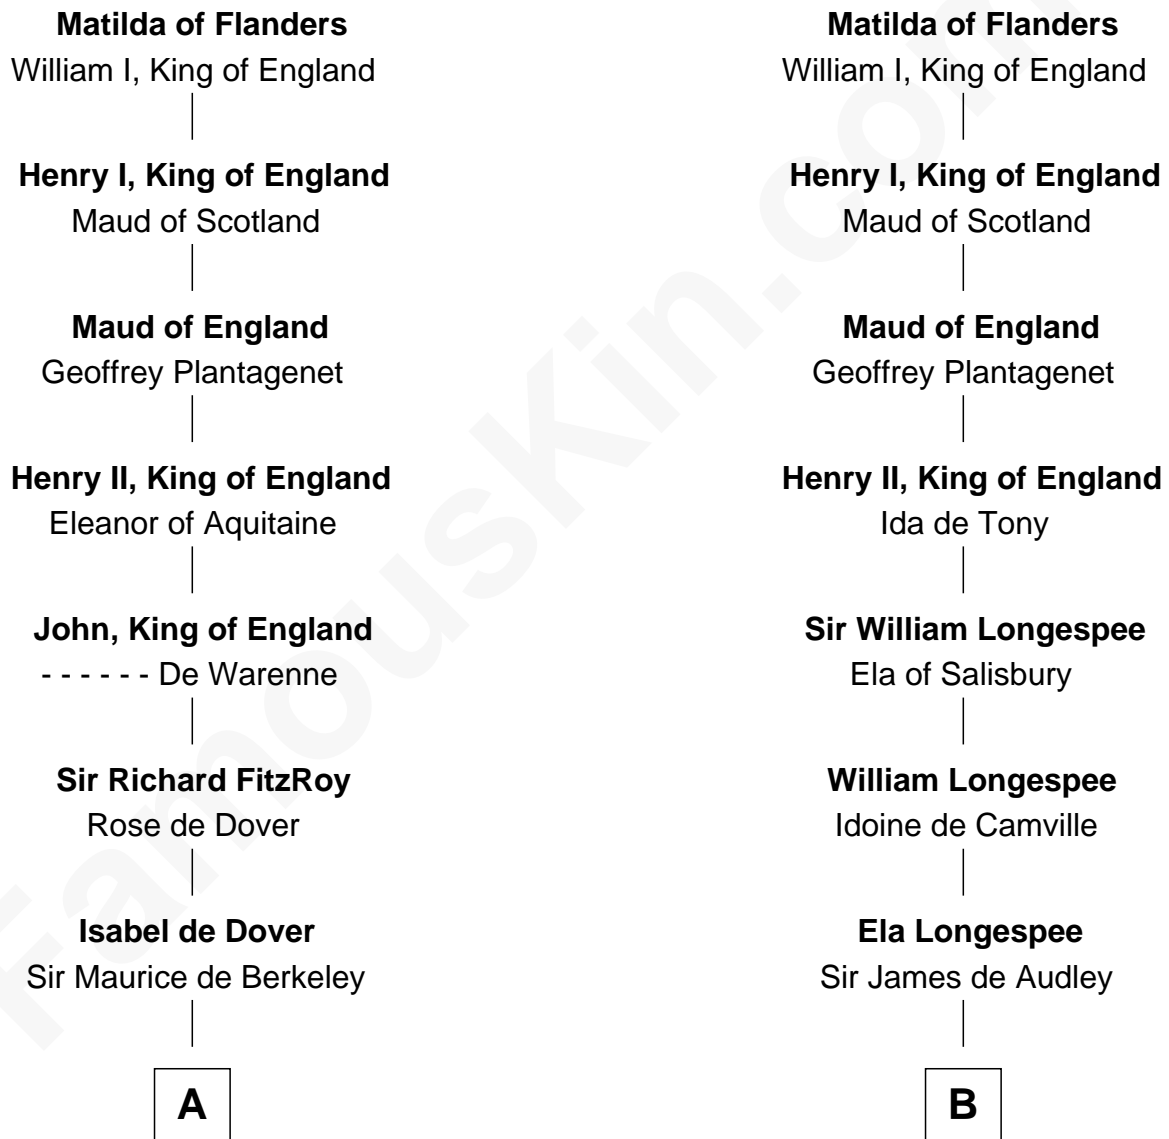 Matilda of Flanders
William I, King of England
Henry I, King of England
Maud of Scotland
Maud of England
Geoffrey Plantagenet
Henry II, King of England
Eleanor of Aquitaine
John, King of England
- - - - - - De Warenne
Sir Richard FitzRoy
Rose de Dover
Isabel de Dover
Sir Maurice de Berkeley
A
Matilda of Flanders
William I, King of England
Henry I, King of England
Maud of Scotland
Maud of England
Geoffrey Plantagenet
Henry II, King of England
Ida de Tony
Sir William Longespee
Ela of Salisbury
William Longespee
Idoine de Camville
Ela Longespee
Sir James de Audley
B
FamousKin.com